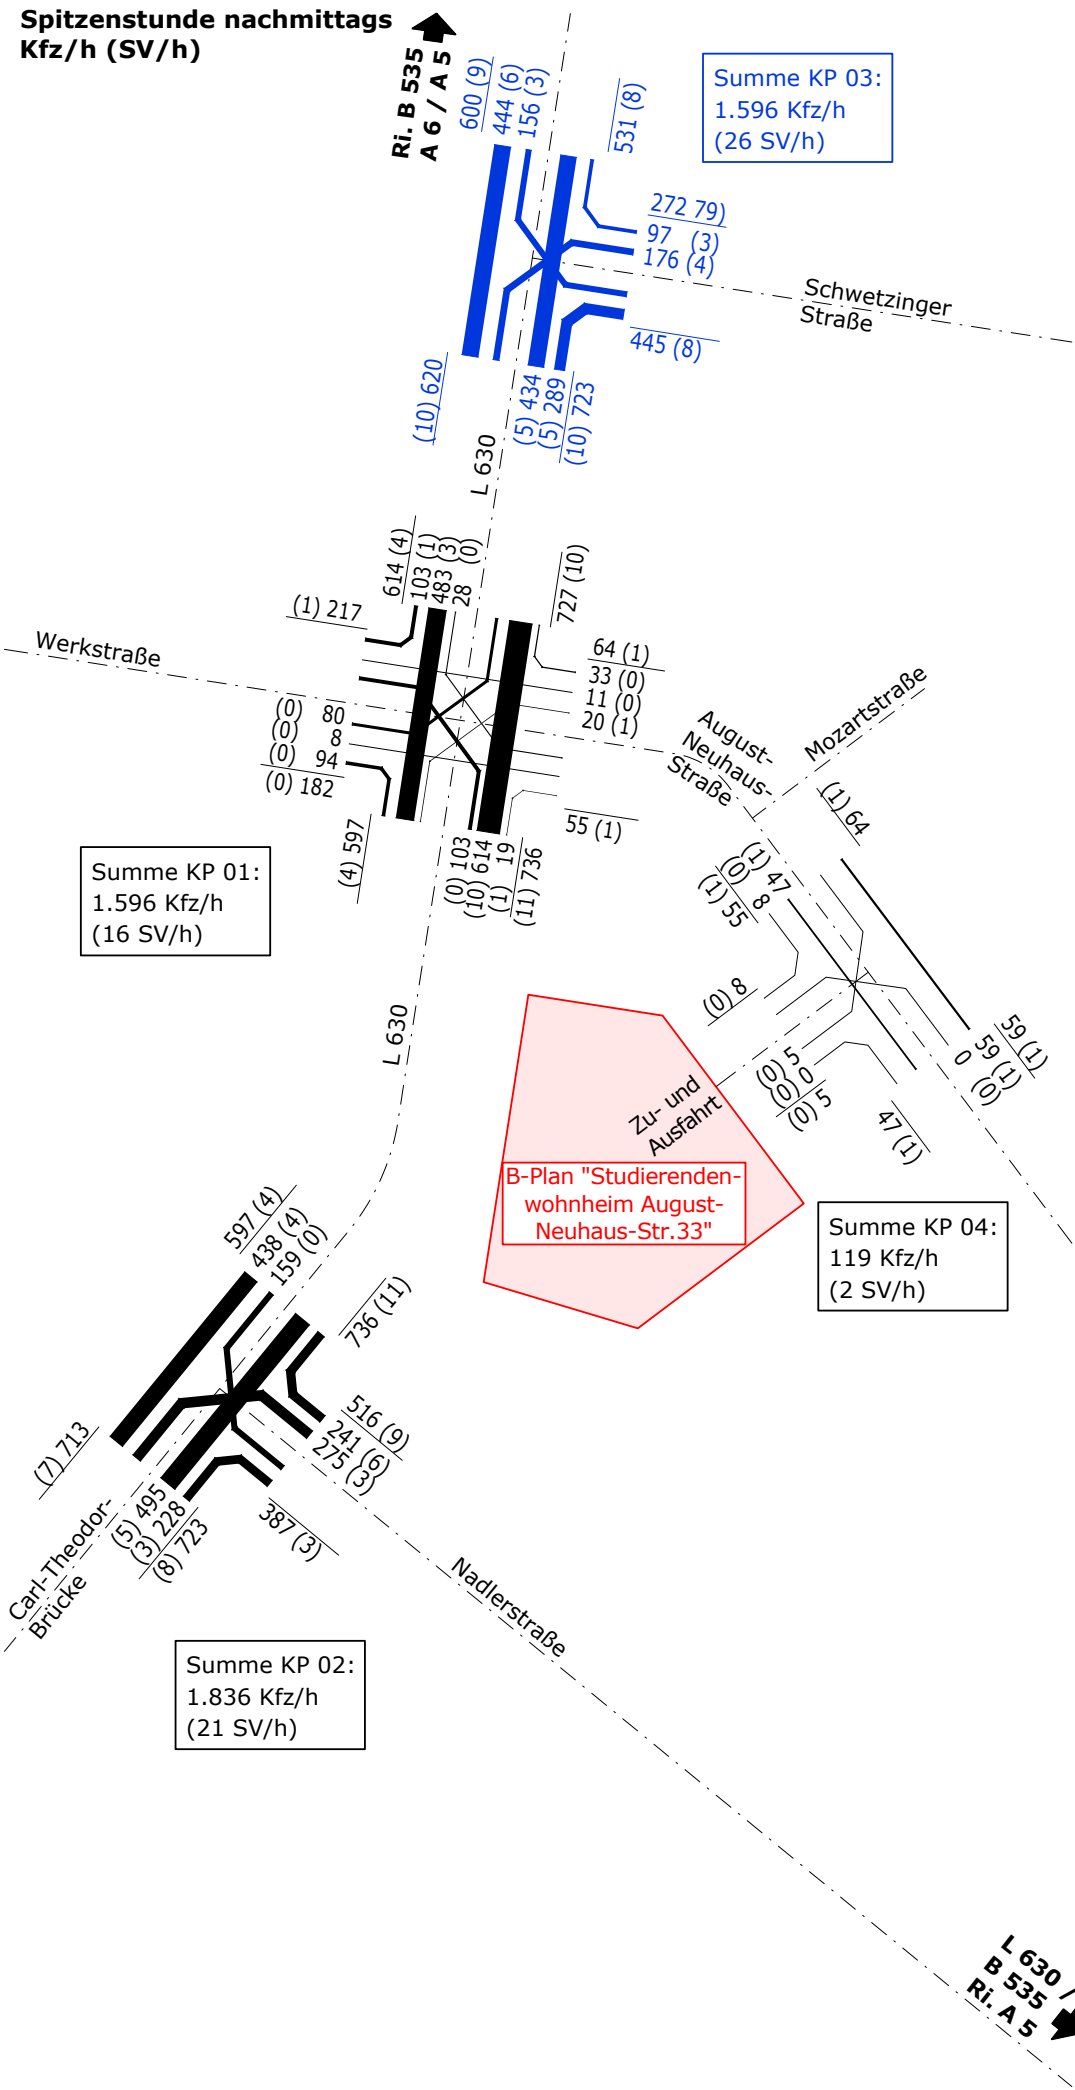 Spitzenstunde nachmittags
Kfz/h (SV/h)
Ri. B 535
A 6 / A 5
600 (9)
444 (6)
156 (3)
531 (8)
Summe KP 03:
1.596 Kfz/h
(26 SV/h)
272 79)
97 (3)
176 (4)
Schwetzinger
Straße
445 (8)
(10) 620
(5) 434
(5) 289
(10) 723
L 630
614 (4)
103 (1)
483 (3)
28 (0)
727 (10)
(1) 217
Werkstraße
64 (1)
33 (0)
11 (0)
20 (1)
(0) 80
(0) 8
(0) 94
(0) 182
August-
Neuhaus-
Straße
Mozartstraße
55 (1)
(4) 597
(0) 103
(10) 614
(1) 19
(11) 736
Summe KP 01:
1.596 Kfz/h
(16 SV/h)
(1) 64
(1) 47
(0) 8
(1) 55
(0) 8
L 630
59 (1)
59 (1)
0 (0)
(0) 5
(0) 0
(0) 5
47 (1)
Zu- und
Ausfahrt
B-Plan "Studierenden-
wohnheim August-
Neuhaus-Str.33"
Summe KP 04:
119 Kfz/h
(2 SV/h)
597 (4)
438 (4)
159 (0)
736 (11)
516 (9)
241 (6)
275 (3)
(7) 713
(5) 495
(3) 228
(8) 723
387 (3)
Carl-Theodor-
Brücke
Nadlerstraße
Summe KP 02:
1.836 Kfz/h
(21 SV/h)
L 630 /
B 535
Ri. A 5